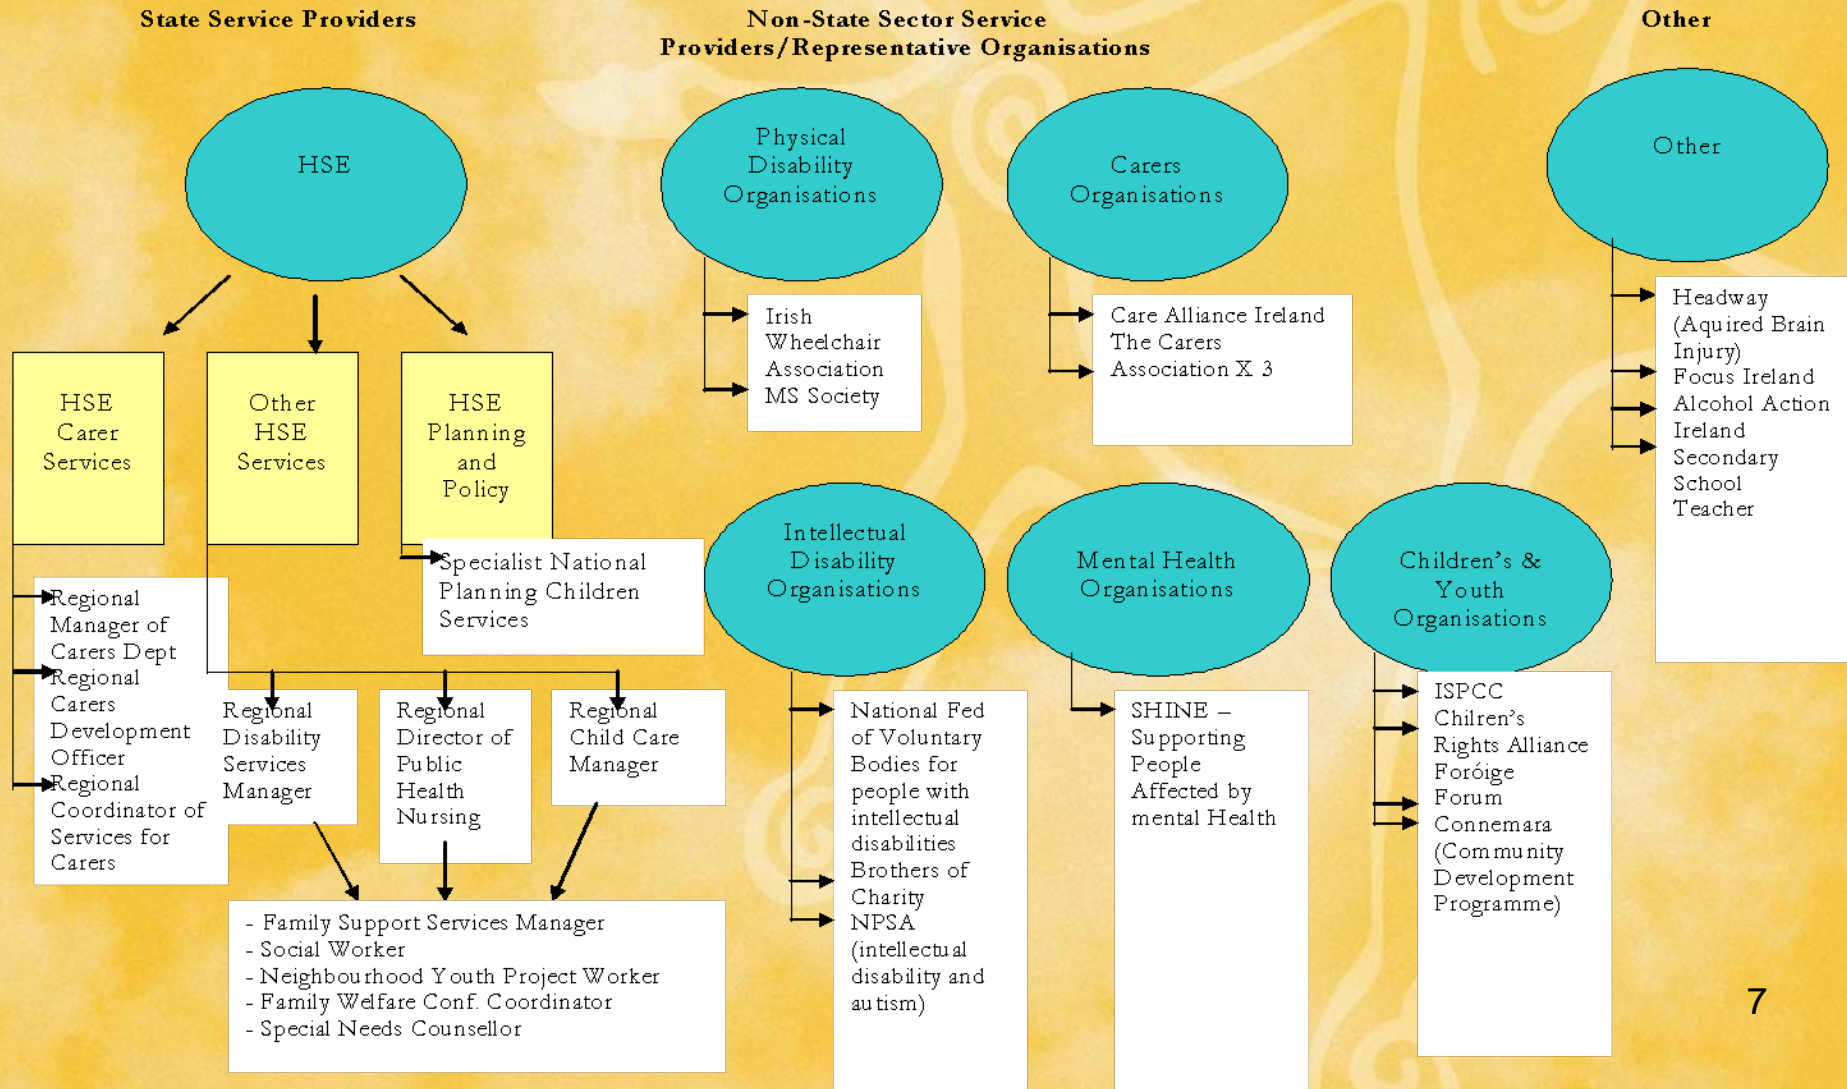 State Service Providers
Non-State Sector Service
Providers/Representative Organisations
Other
HSE
Physical
Disability
Organisations
Carers
Organisations
Other
Irish
Wheelchair
Association
MS Society
Care Alliance Ireland
The Carers
Association X 3
Headway
(Aquired Brain
Injury)
Focus Ireland
Alcohol Action
Ireland
Secondary
School
Teacher
HSE
Carer
Services
Other
HSE
Services
HSE
Planning
and
Policy
Specialist National
Planning Children
Services
Regional
Manager of
Carers Dept
Regional
Carers
Development
Officer
Regional
Coordinator of
Services for
Carers
Regional
Disability
Services
Manager
Regional
Director of
Public
Health
Nursing
Regional
Child Care
Manager
- Family Support Services Manager
- Social Worker
- Neighbourhood Youth Project Worker
- Family Welfare Conf. Coordinator
- Special Needs Counsellor
Intellectual
Disability
Organisations
Mental Health
Organisations
Children's &
Youth
Organisations
National Fed
of Voluntary
Bodies for
people with
intellectual
disabilities
Brothers of
Charity
NPSA
(intellectual
disability and
autism)
SHINE –
Supporting
People
Affected by
mental Health
ISPCC
Chilren's
Rights Alliance
Foróige
Forum
Connemara
(Community
Development
Programme)
7